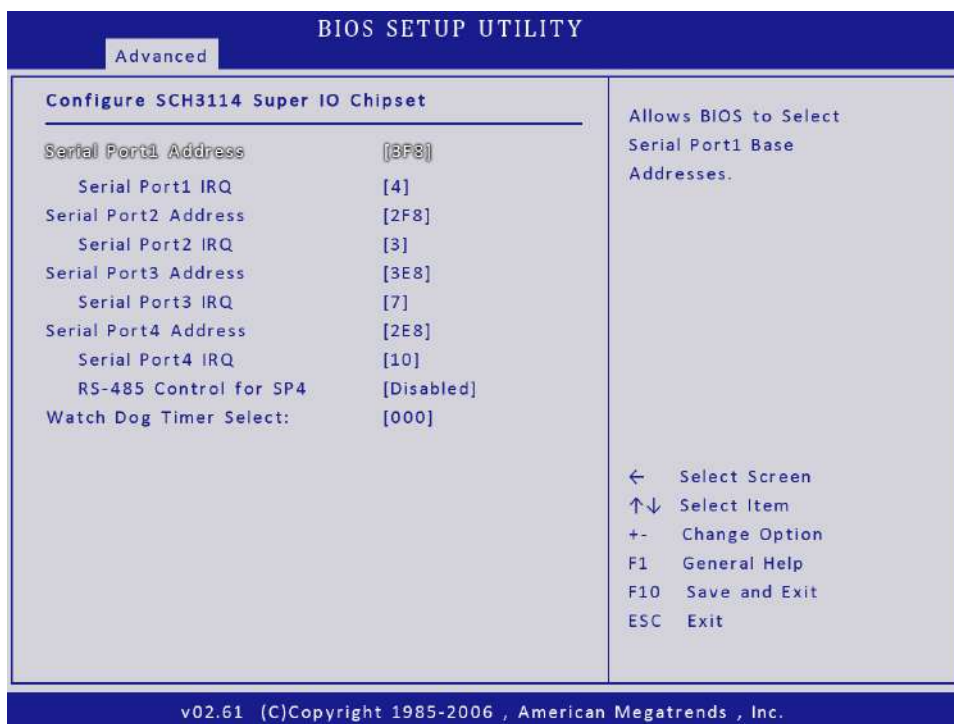 BIOS SETUP UTILITY
Advanced
Configure SCH3114 Super IO Chipset
Serial Port1 Address [3F8]
Serial Port1 IRQ [4]
Serial Port2 Address [2F8]
Serial Port2 IRQ [3]
Serial Port3 Address [3E8]
Serial Port3 IRQ [7]
Serial Port4 Address [2E8]
Serial Port4 IRQ [10]
RS-485 Control for SP4 [Disabled]
Watch Dog Timer Select: [000]
Allows BIOS to Select
Serial Port1 Base
Addresses.
← Select Screen
↑↓ Select Item
+- Change Option
F1 General Help
F10 Save and Exit
ESC Exit
v02.61 (C)Copyright 1985-2006 , American Megatrends , Inc.